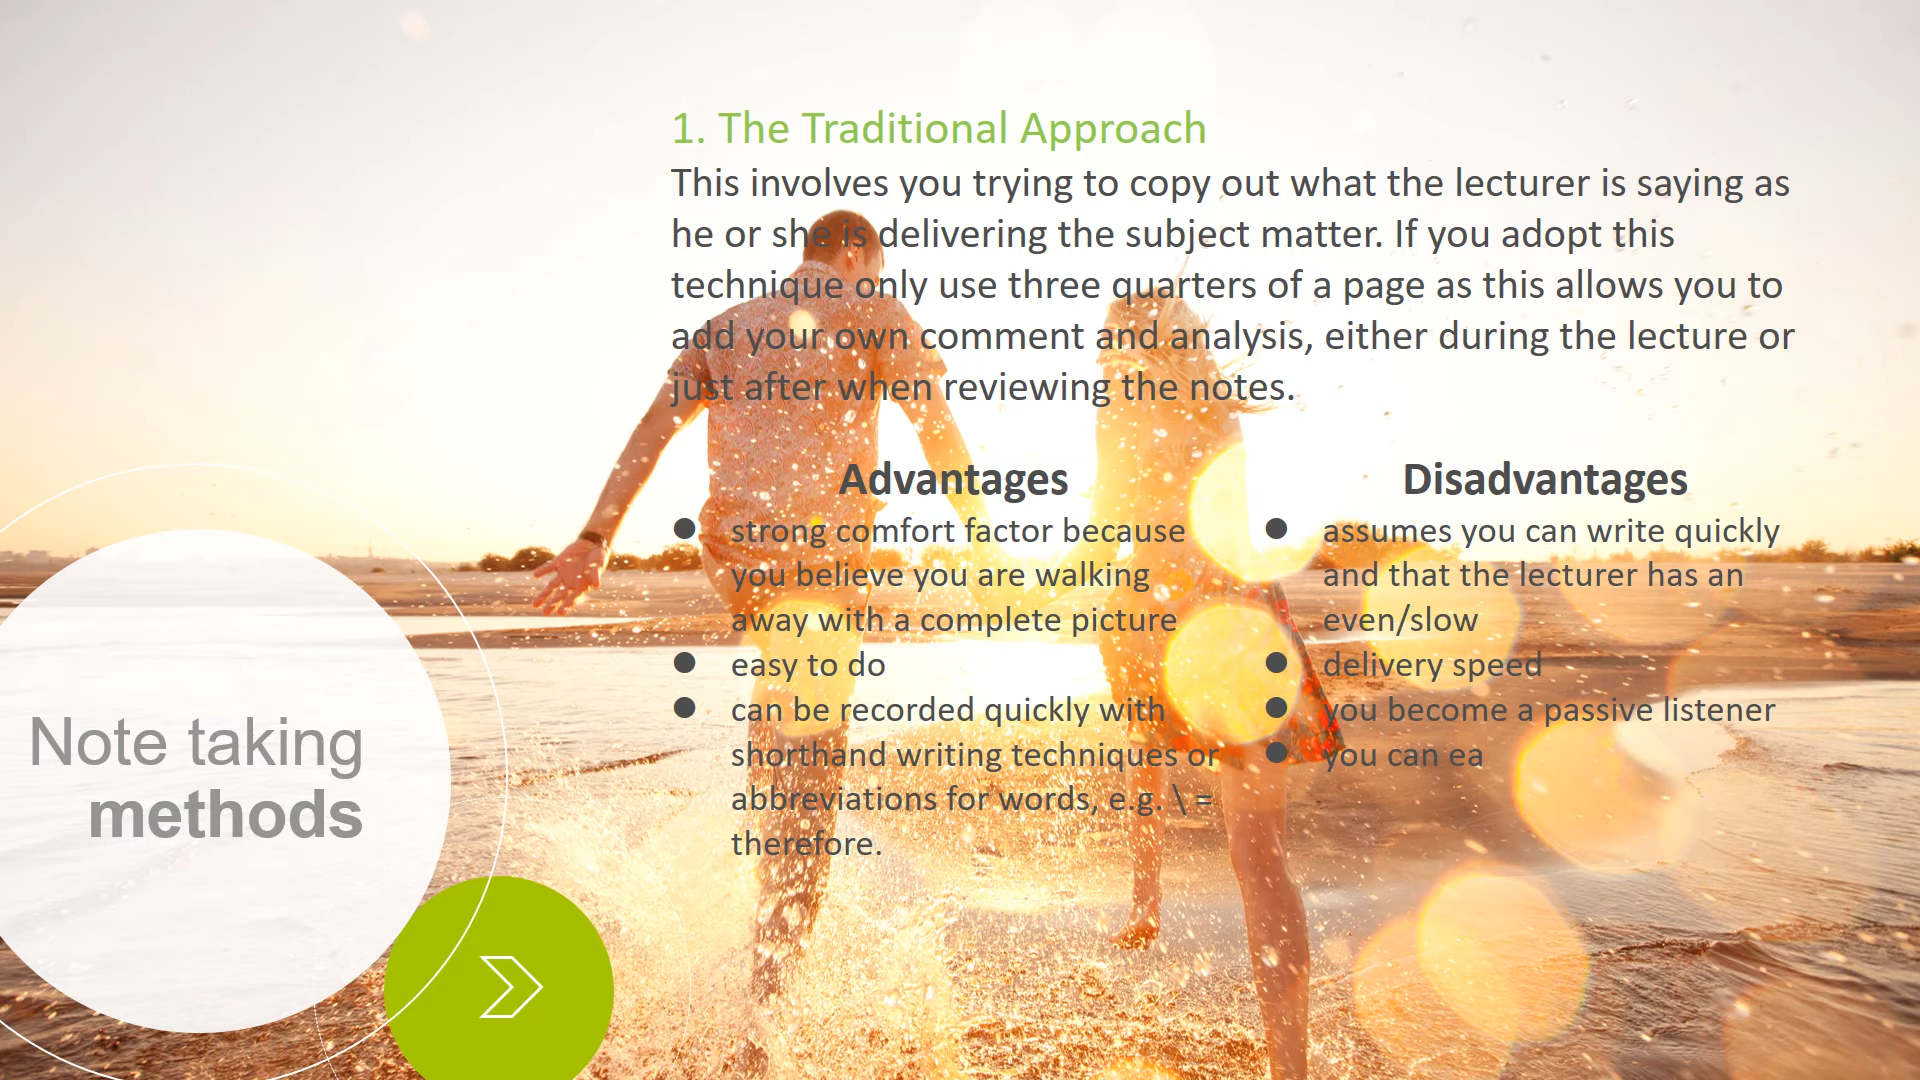 1. The Traditional Approach
This involves you trying to copy out what the lecturer is saying as
he or she is delivering the subject matter. If you adopt this
technique only use three quarters of a page as this allows you to
add your own comment and analysis, either during the lecture or
just after when reviewing the notes.
Advantages
● strong comfort factor because
you believe you are walking
away with a complete picture
● easy to do
● can be recorded quickly with
shorthand writing techniques or
abbreviations for words, e.g. \ =
therefore.
Disadvantages
● assumes you can write quickly
and that the lecturer has an
even/slow
● delivery speed
● you become a passive listener
● you can ea
Note taking
methods